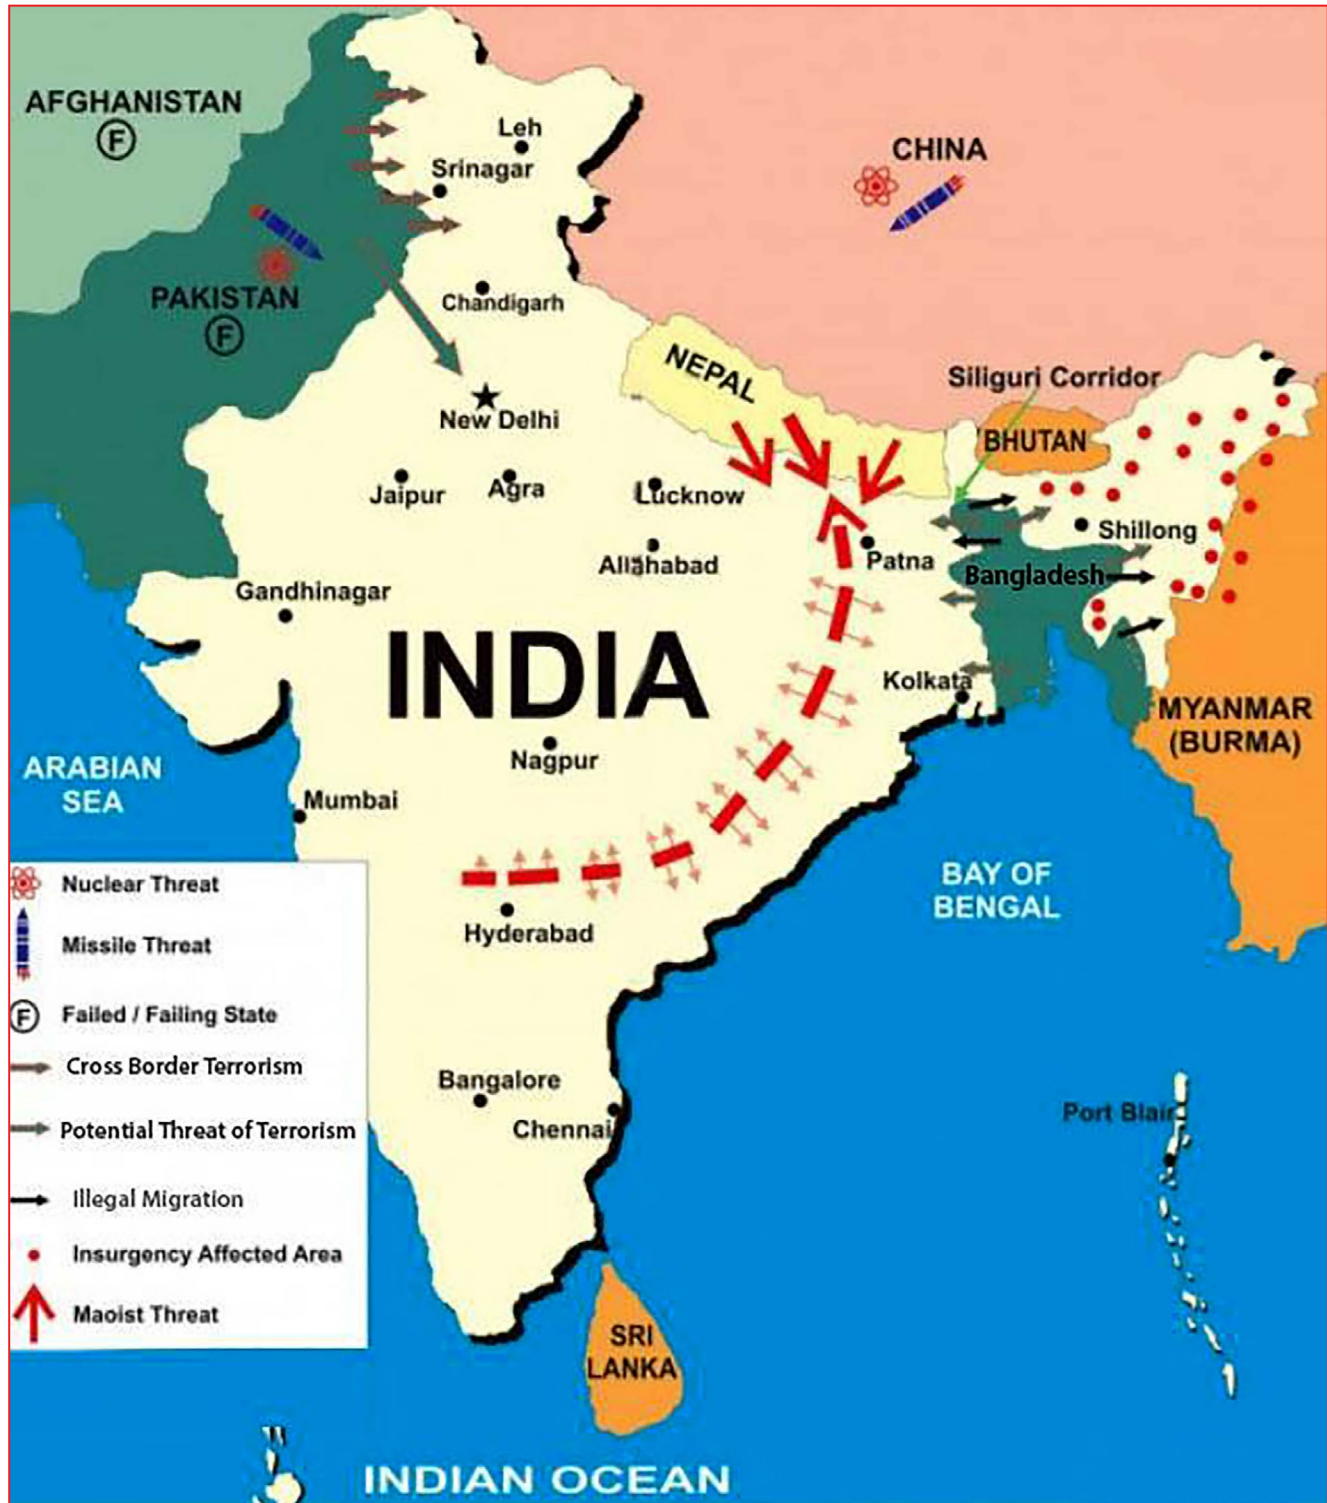 AFGHANISTAN
F
Leh
Srinagar
CHINA
PAKISTAN
F
Chandigarh
NEPAL
Siliguri Corridor
New Delhi
BHUTAN
Jaipur
Agra
Lucknow
Shillong
Allahabad
Patna
Bangladesh
Gandhinagar
INDIA
Kolkata
MYANMAR
(BURMA)
Nagpur
ARABIAN
SEA
Mumbai
BAY OF
BENGAL
Hyderabad
Nuclear Threat
Missile Threat
F Failed / Failing State
Cross Border Terrorism
Potential Threat of Terrorism
Illegal Migration
Insurgency Affected Area
Maoist Threat
Bangalore
Chennai
Port Blair
SRI
LANKA
INDIAN OCEAN